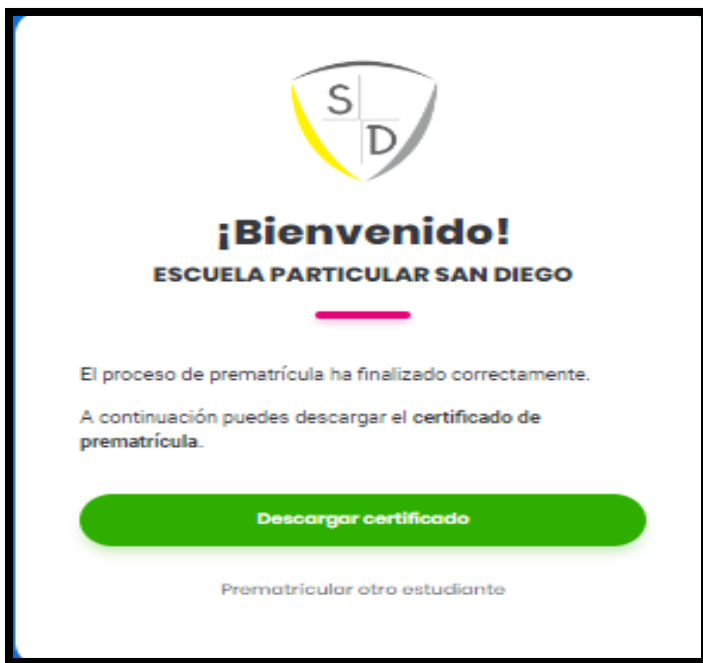 S
D
¡Bienvenido!
ESCUELA PARTICULAR SAN DIEGO
El proceso de prematrícula ha finalizado correctamente.
A continuación puedes descargar el certificado de
prematrícula.
Descargar certificado
Prematricular otro estudiante